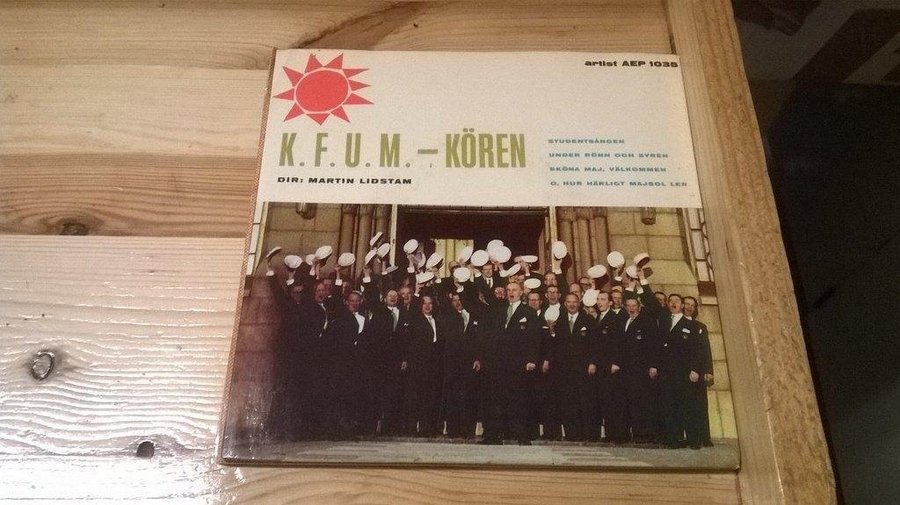 artist AEP 1035
K. F. U. M. – KÖREN
DIR: MARTIN LIDSTAM
STUDENTSÅNGEN
UNDER RÖNN OCH SYREN
SKÖNA MAJ, VÄLKOMMEN
O, HUR HÄRLIGT MAJSOL LER